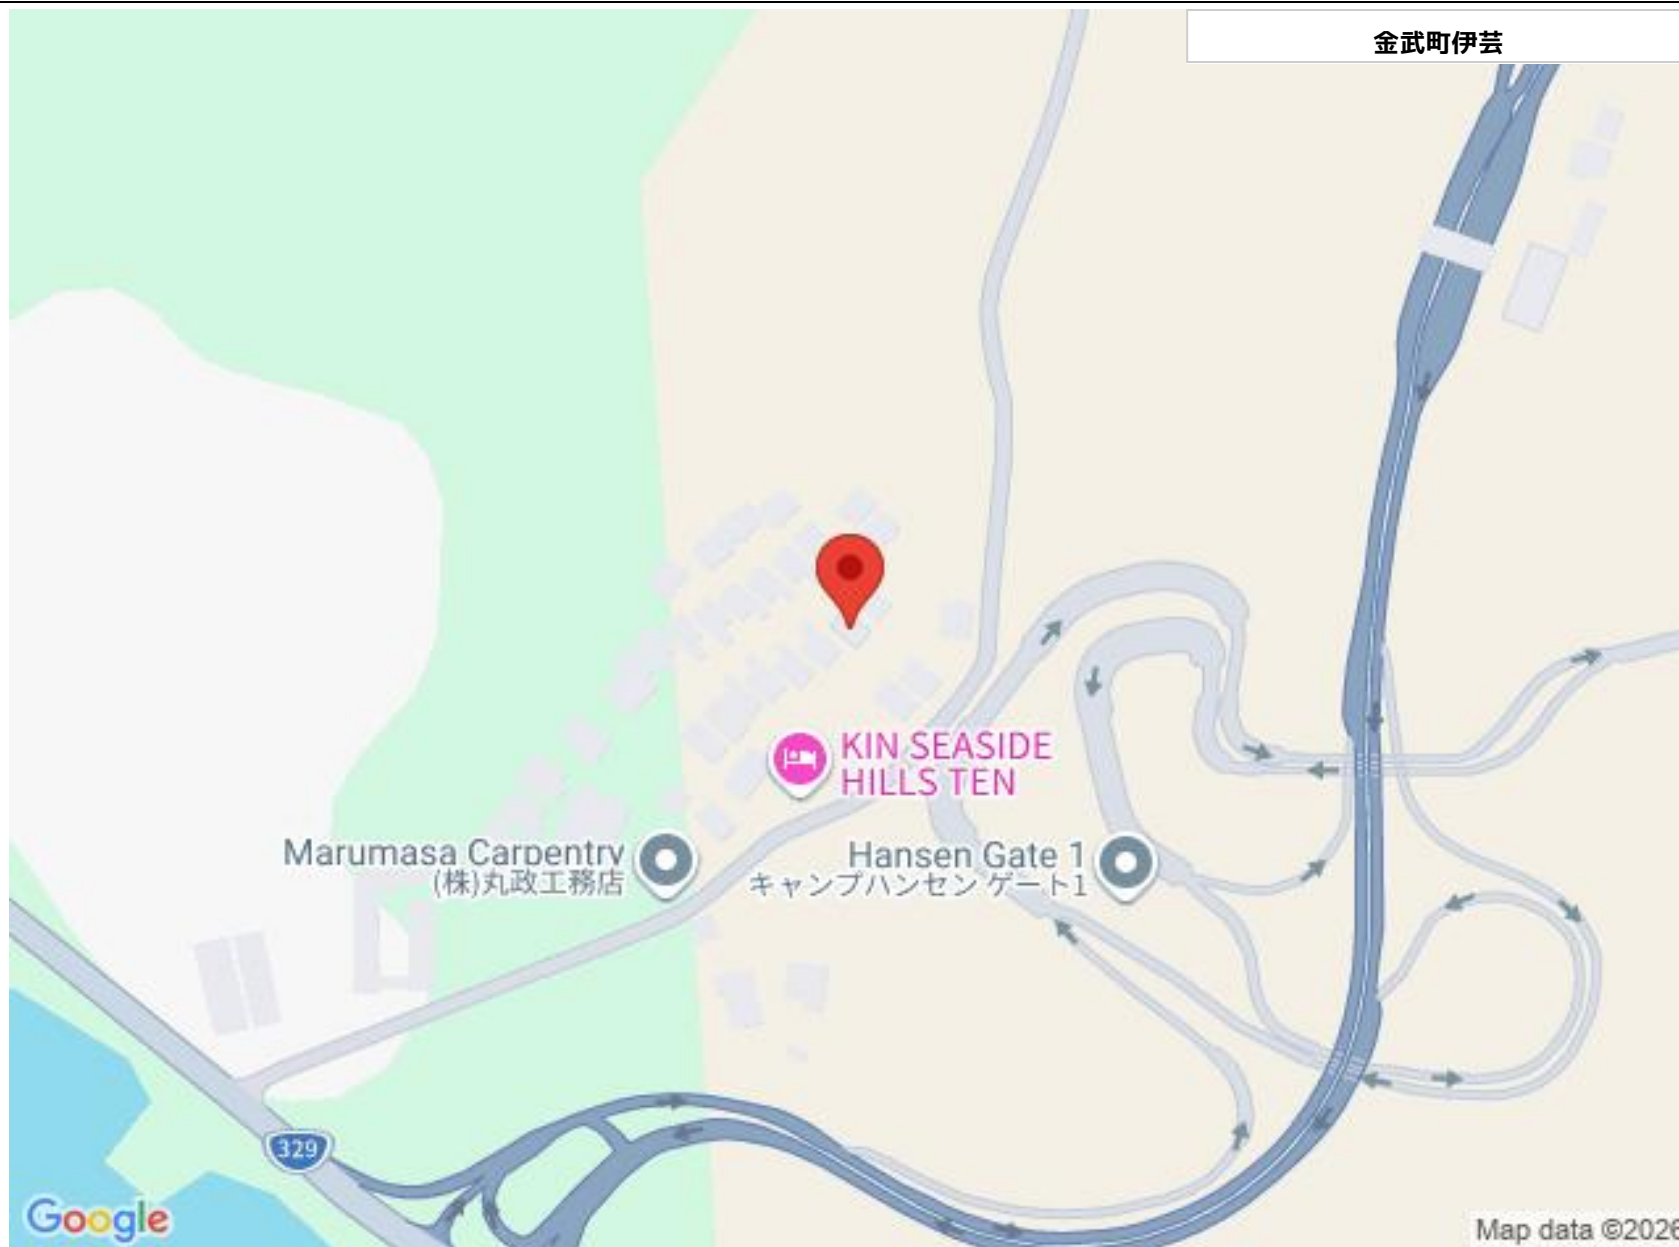 金武町伊芸
KIN SEASIDE
HILLS TEN
Marumasa Carpentry
(株)丸政工務店
Hansen Gate 1
キャンプハンセン ゲート1
329
Google
Map data ©2026